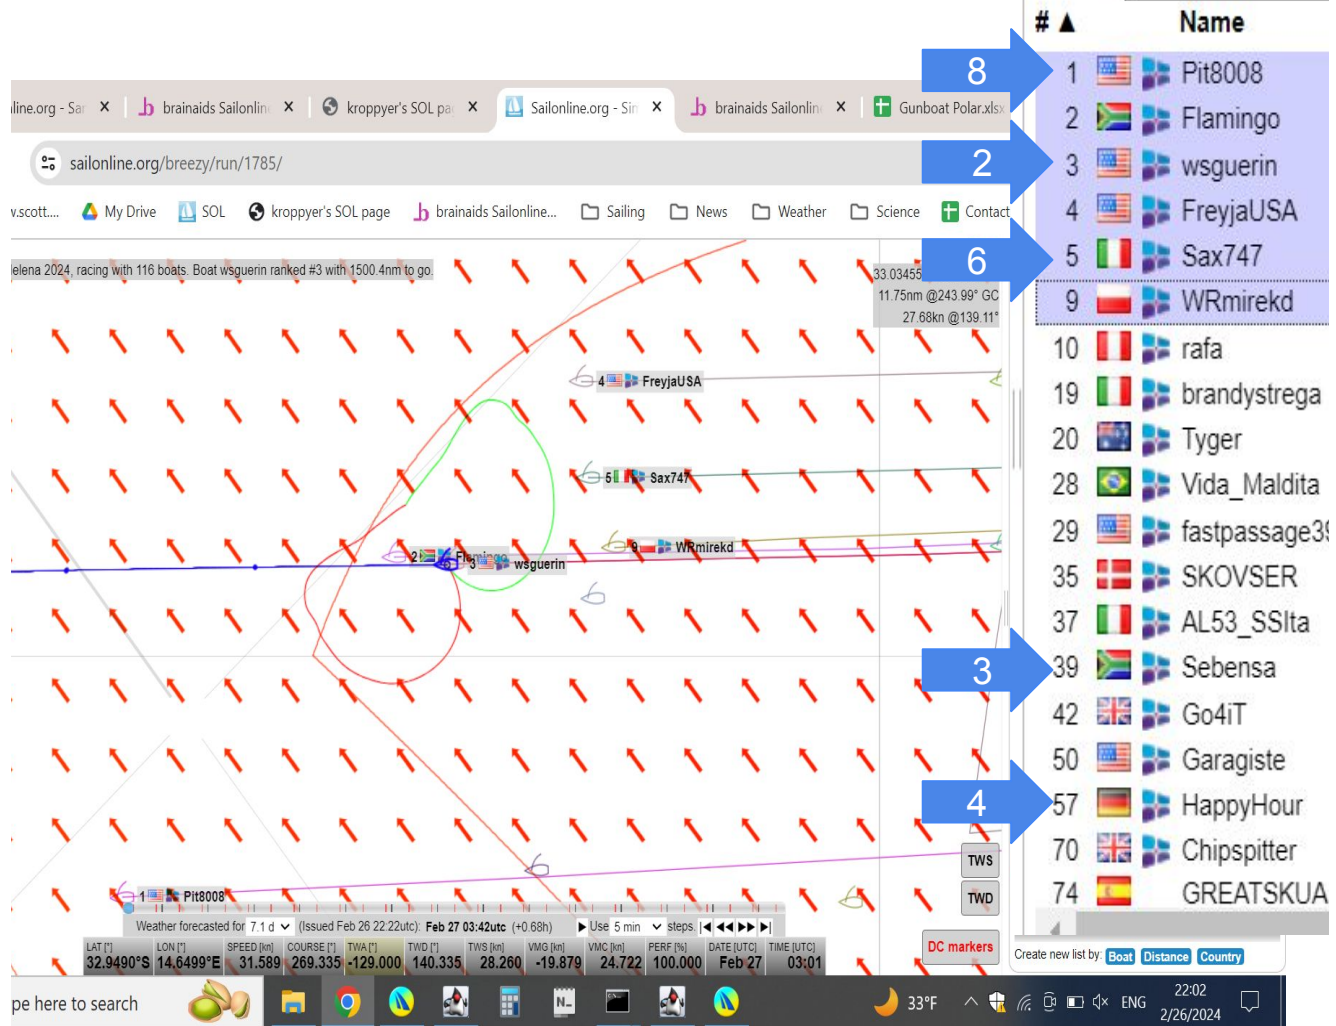 # ▲ Name
8
1 Pit8008
2 Flamingo
2
3 wsguerin
4 FreyjaUSA
6
5 Sax747
9 WRmirekd
10 rafa
19 brandystrega
20 Tyger
28 Vida_Maldita
29 fastpassage39
35 SKOVSER
37 AL53_SSIta
3
39 Sebensa
42 Go4iT
50 Garagiste
4
57 HappyHour
70 Chipspitter
74 GREATSKUA
Create new list by: Boat Distance Country
line.org - Sa x b brainaids Sailonlin x kroppyer's SOL pa x Sailonline.org - Sin x b brainaids Sailonlin x Gunboat Polar.xlsx
sailonline.org/breezy/run/1785/
v.scott.... My Drive SOL kroppyer's SOL page b brainaids Sailonline... Sailing News Weather Science Contact
elena 2024, racing with 116 boats. Boat wsguerin ranked #3 with 1500.4nm to go.
33.03455
11.75nm @243.99° GC
27.68kn @139.11°
4 FreyjaUSA
5 Sax747
2 Flamingo
3 wsguerin
9 WRmirekd
1 Pit8008
TWS
TWD
DC markers
Weather forecasted for 7.1 d (Issued Feb 26 22:22utc): Feb 27 03:42utc (+0.68h) Use 5 min steps.
LAT [°] LON [°] SPEED [kn] COURSE [°] TWA [°] TWD [°] TWS [kn] VMG [kn] VMC [kn] PERF [%] DATE [UTC] TIME [UTC]
32.9490°S 14.6499°E 31.589 269.335 -129.000 140.335 28.260 -19.879 24.722 100.000 Feb 27 03:01
pe here to search
N..
33°F
ENG
22:02
2/26/2024